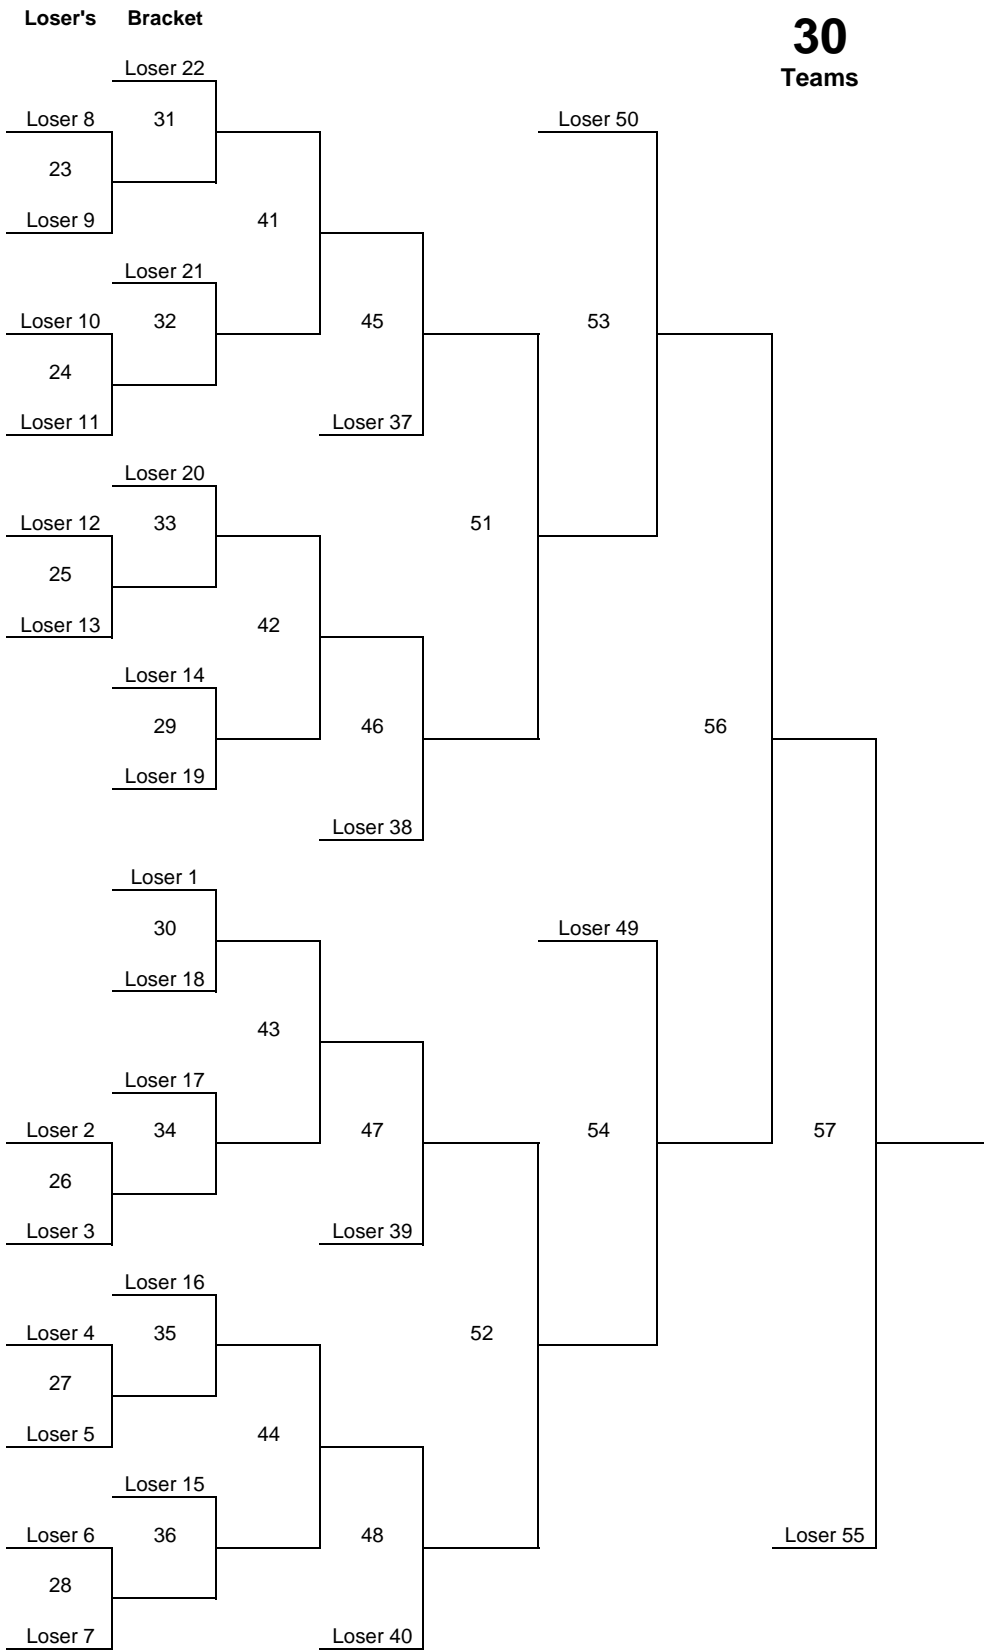 Loser's Bracket
30
Teams
Loser 22
Loser 8 31 Loser 50
23
Loser 9 41
Loser 21
Loser 10 32 45 53
24
Loser 11 Loser 37
Loser 20
Loser 12 33 51
25
Loser 13 42
Loser 14
29 46 56
Loser 19
Loser 38
Loser 1
30 Loser 49
Loser 18
43
Loser 17
Loser 2 34 47 54 57
26
Loser 3 Loser 39
Loser 16
Loser 4 35 52
27
Loser 5 44
Loser 15
Loser 6 36 48 Loser 55
28
Loser 7 Loser 40